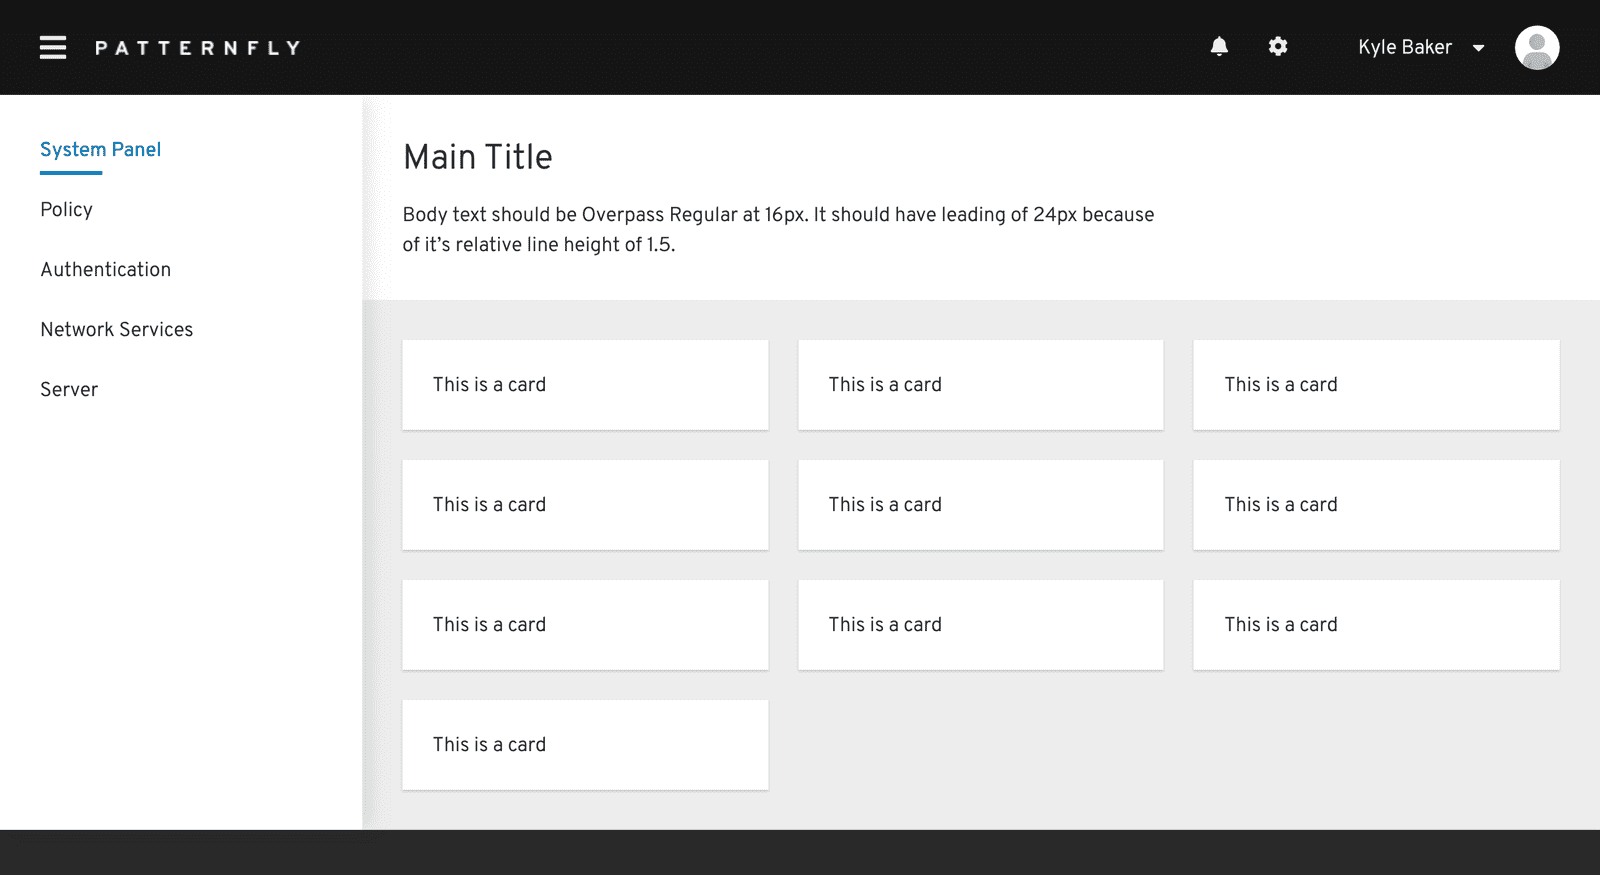 PATTERNFLY
Kyle Baker
System Panel
Policy
Authentication
Network Services
Server
Main Title
Body text should be Overpass Regular at 16px. It should have leading of 24px because
of it’s relative line height of 1.5.
This is a card
This is a card
This is a card
This is a card
This is a card
This is a card
This is a card
This is a card
This is a card
This is a card